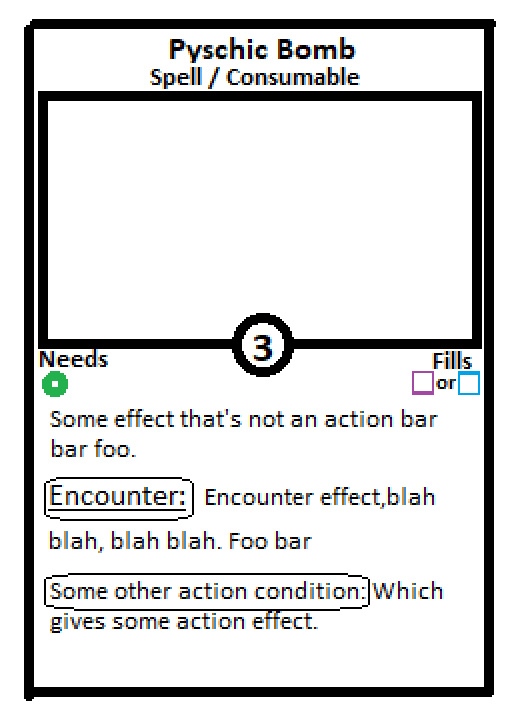 Pyschic Bomb
Spell / Consumable
3
Needs
Fills
or
Some effect that's not an action bar
bar foo.
Encounter: Encounter effect,blah
blah, blah blah. Foo bar
Some other action condition: Which
gives some action effect.